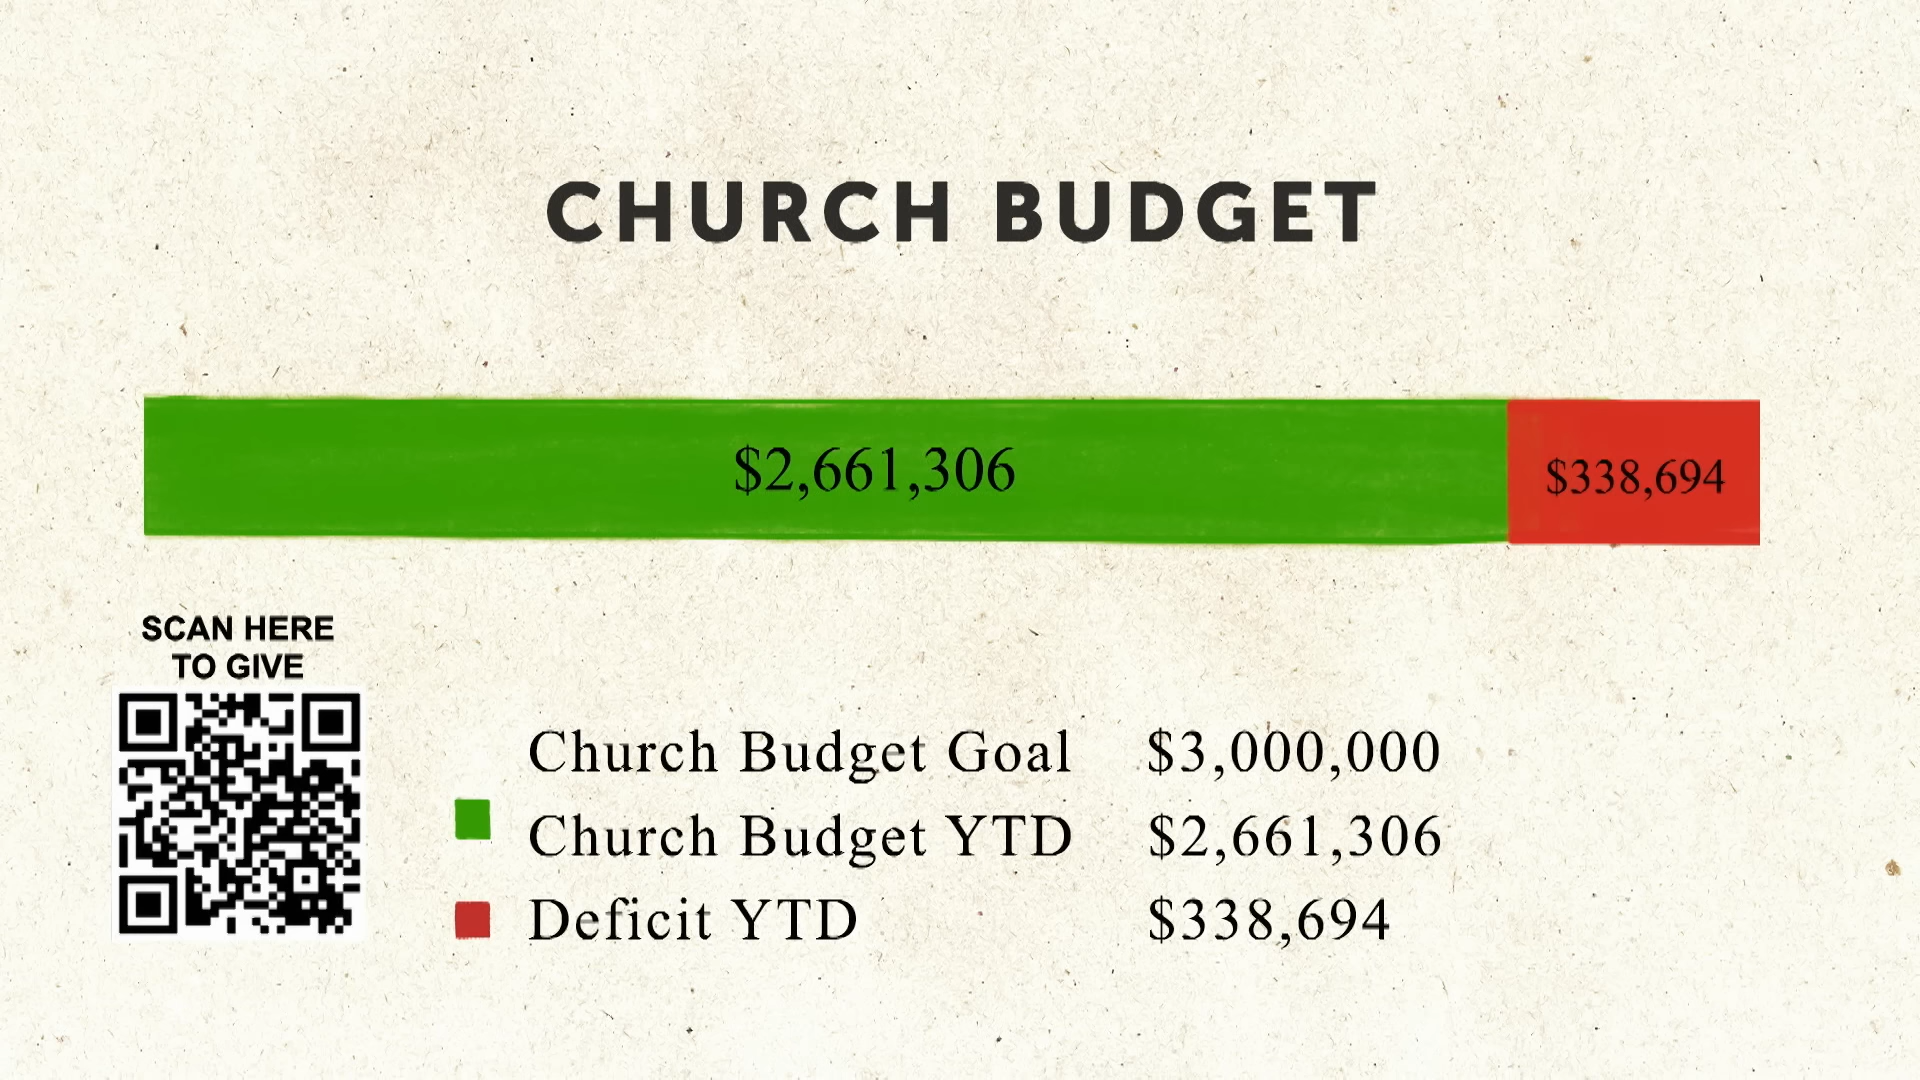 CHURCH BUDGET
$2,661,306
$338,694
SCAN HERE
TO GIVE
Church Budget Goal $3,000,000
Church Budget YTD $2,661,306
Deficit YTD $338,694